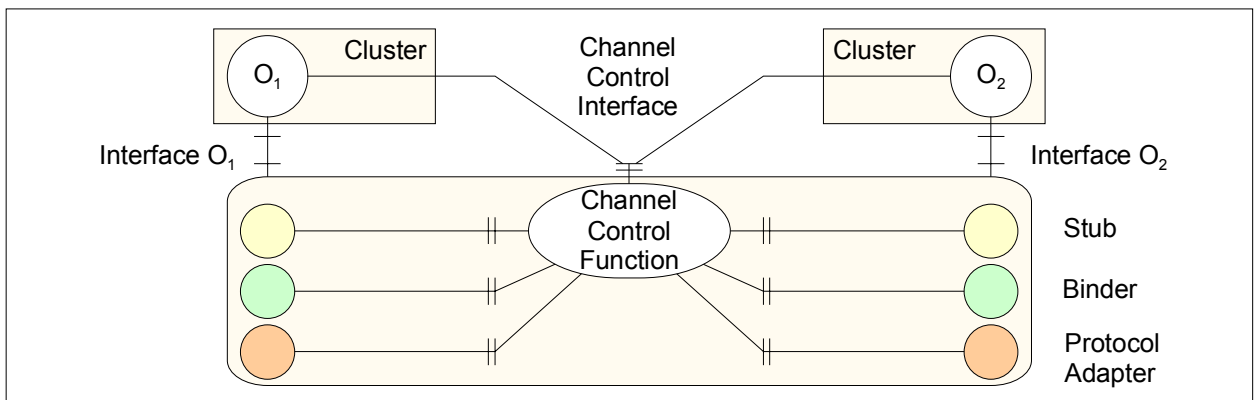 Cluster
O₁
Channel
Control
Interface
Cluster
O₂
Interface O₁
Interface O₂
Channel
Control
Function
Stub
Binder
Protocol
Adapter